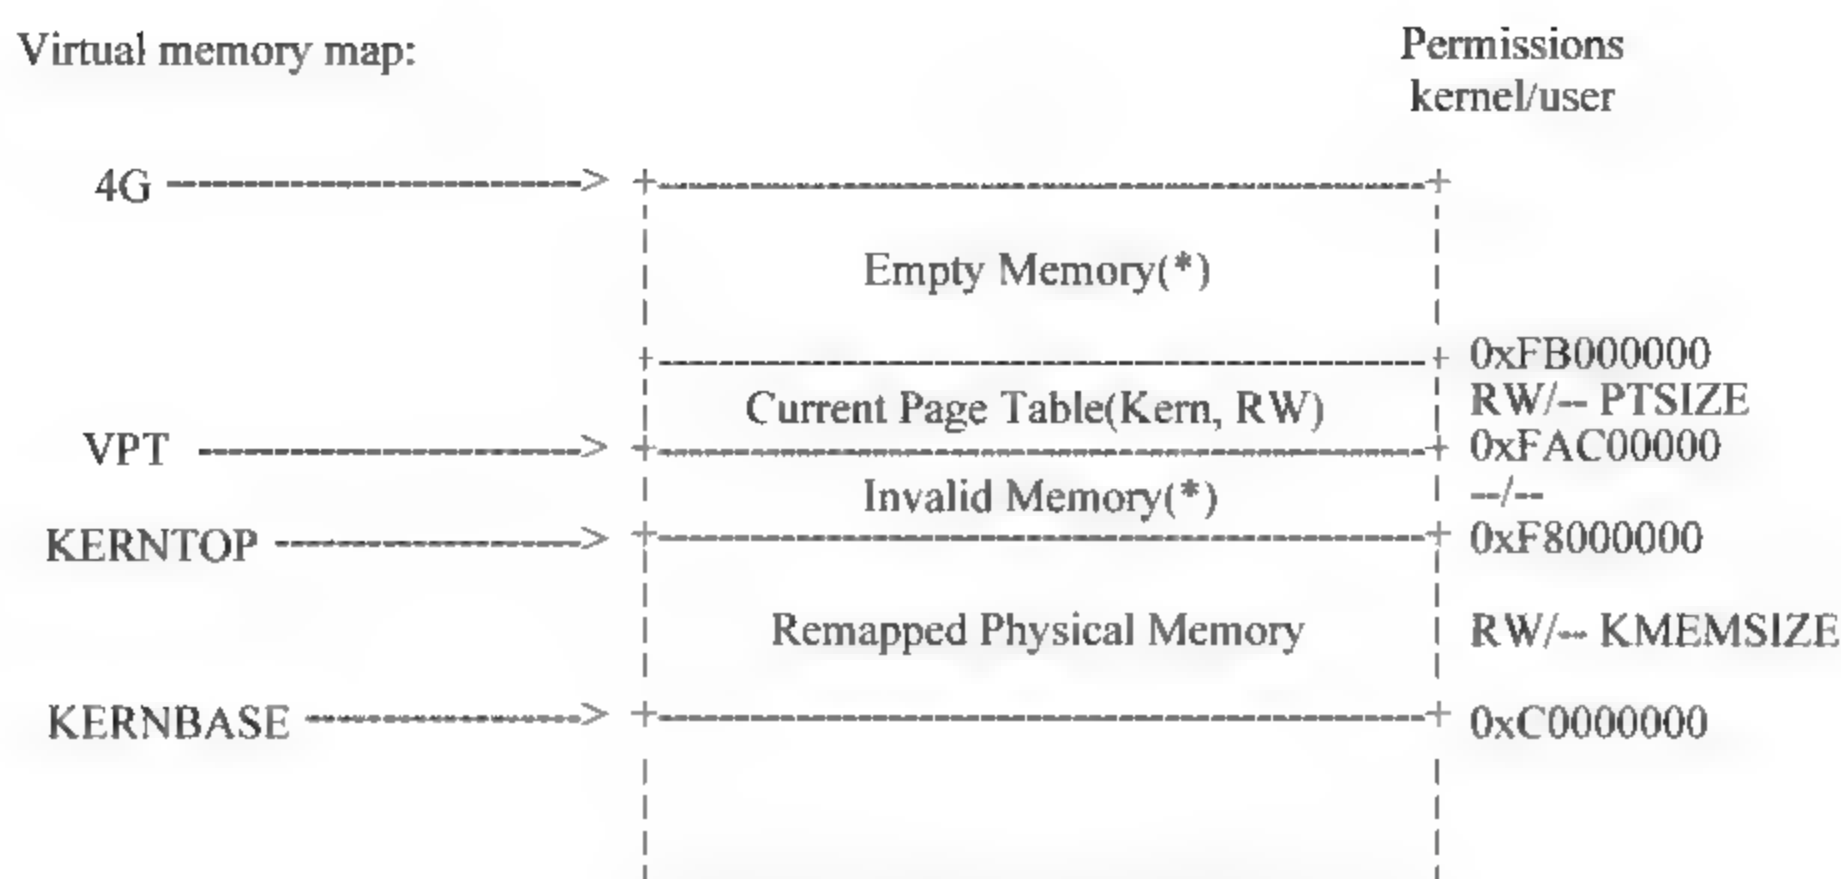 Virtual memory map:
Permissions
kernel/user
4G ------------------------------> +--------------------------------------------------+
Empty Memory(*)
+--------------------------------------------------+ 0xFB000000
Current Page Table(Kern, RW) RW/-- PTSIZE
VPT ------------------------------> +--------------------------------------------------+ 0xFAC00000
Invalid Memory(*) | --/--
KERNTOP ------------------------> +--------------------------------------------------+ 0xF8000000
Remapped Physical Memory | RW/-- KMEMSIZE
KERNBASE ----------------------> +--------------------------------------------------+ 0xC0000000